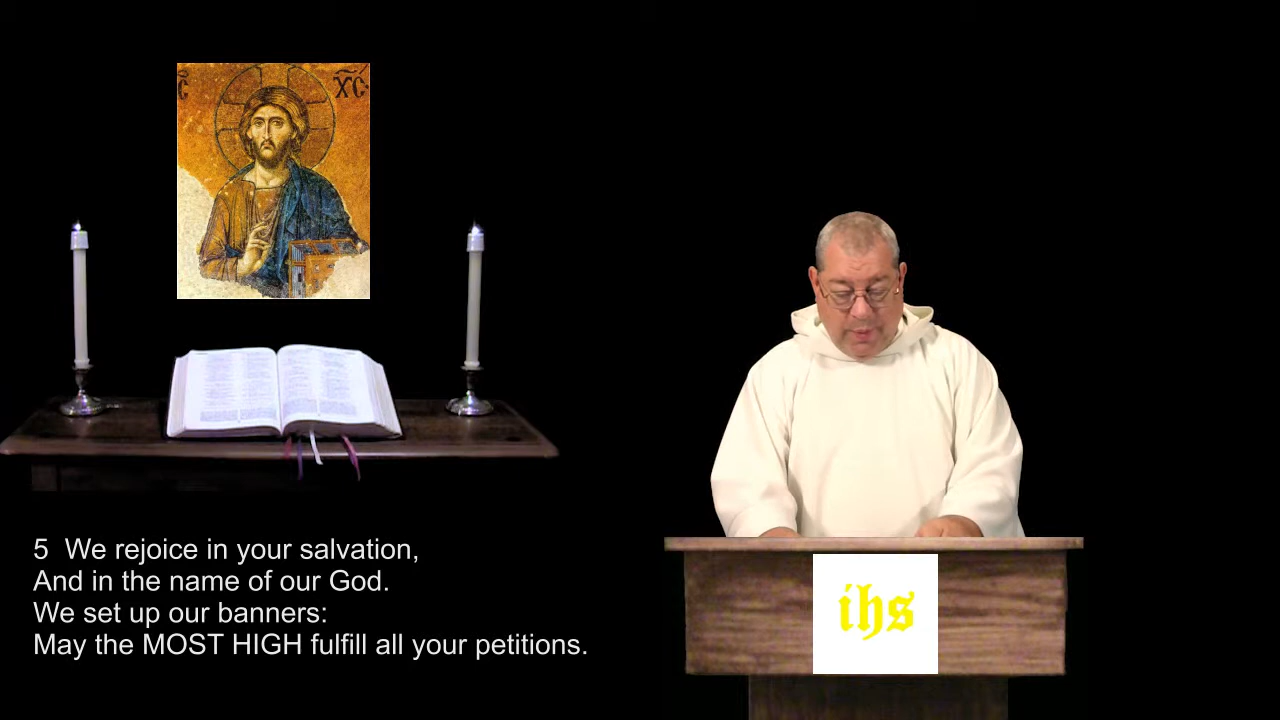 C̃ X̃C
5 We rejoice in your salvation,
And in the name of our God.
We set up our banners:
May the MOST HIGH fulfill all your petitions.
ihs